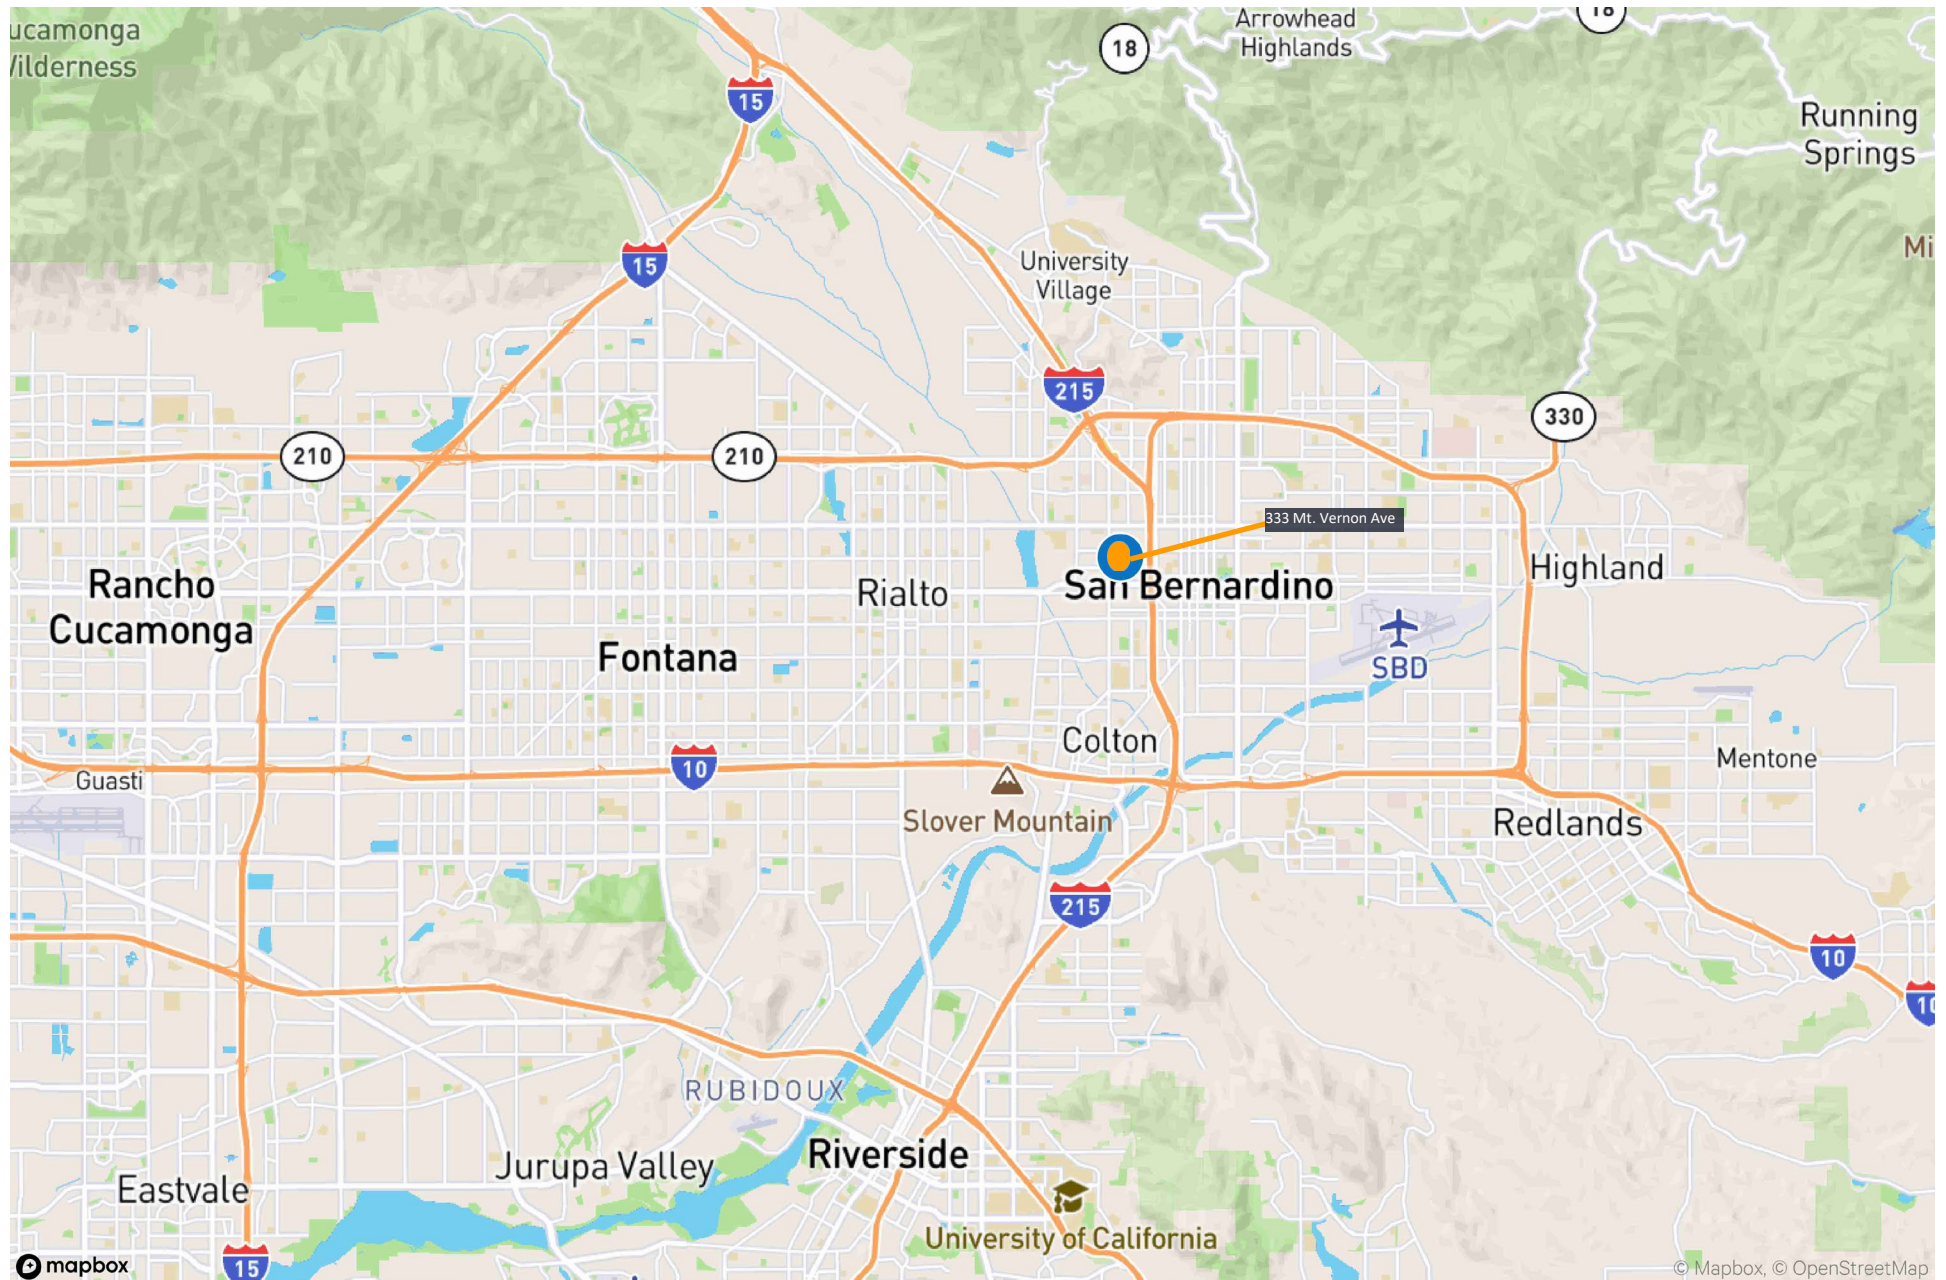 ucamonga
Vilderness
18
Arrowhead
Highlands
18
15
Running
Springs
15
University
Village
Mi
215
330
210
210
333 Mt. Vernon Ave
Rancho
Cucamonga
Rialto
San Bernardino
Highland
Fontana
SBD
Colton
Mentone
Guasti
10
Slover Mountain
Redlands
215
10
10
RUBIDOUX
Riverside
Jurupa Valley
Eastvale
University of California
15
mapbox
© Mapbox, © OpenStreetMap